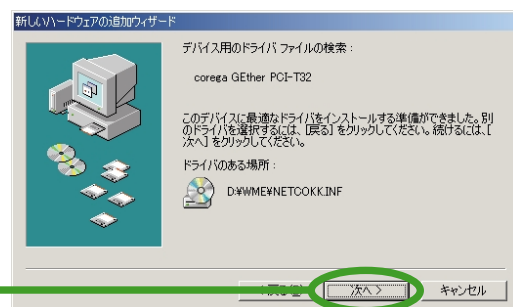 新しいハードウェアの追加ウィザード
デバイス用のドライバ ファイルの検索：
corega GEther PCI-T32
このデバイスに最適なドライバをインストールする準備ができました。別
のドライバを選択するには、[戻る] をクリックしてください。続けるには、[
次へ] をクリックしてください。
ドライバのある場所：
D:¥WME¥NETCOKK.INF
次へ >
キャンセル